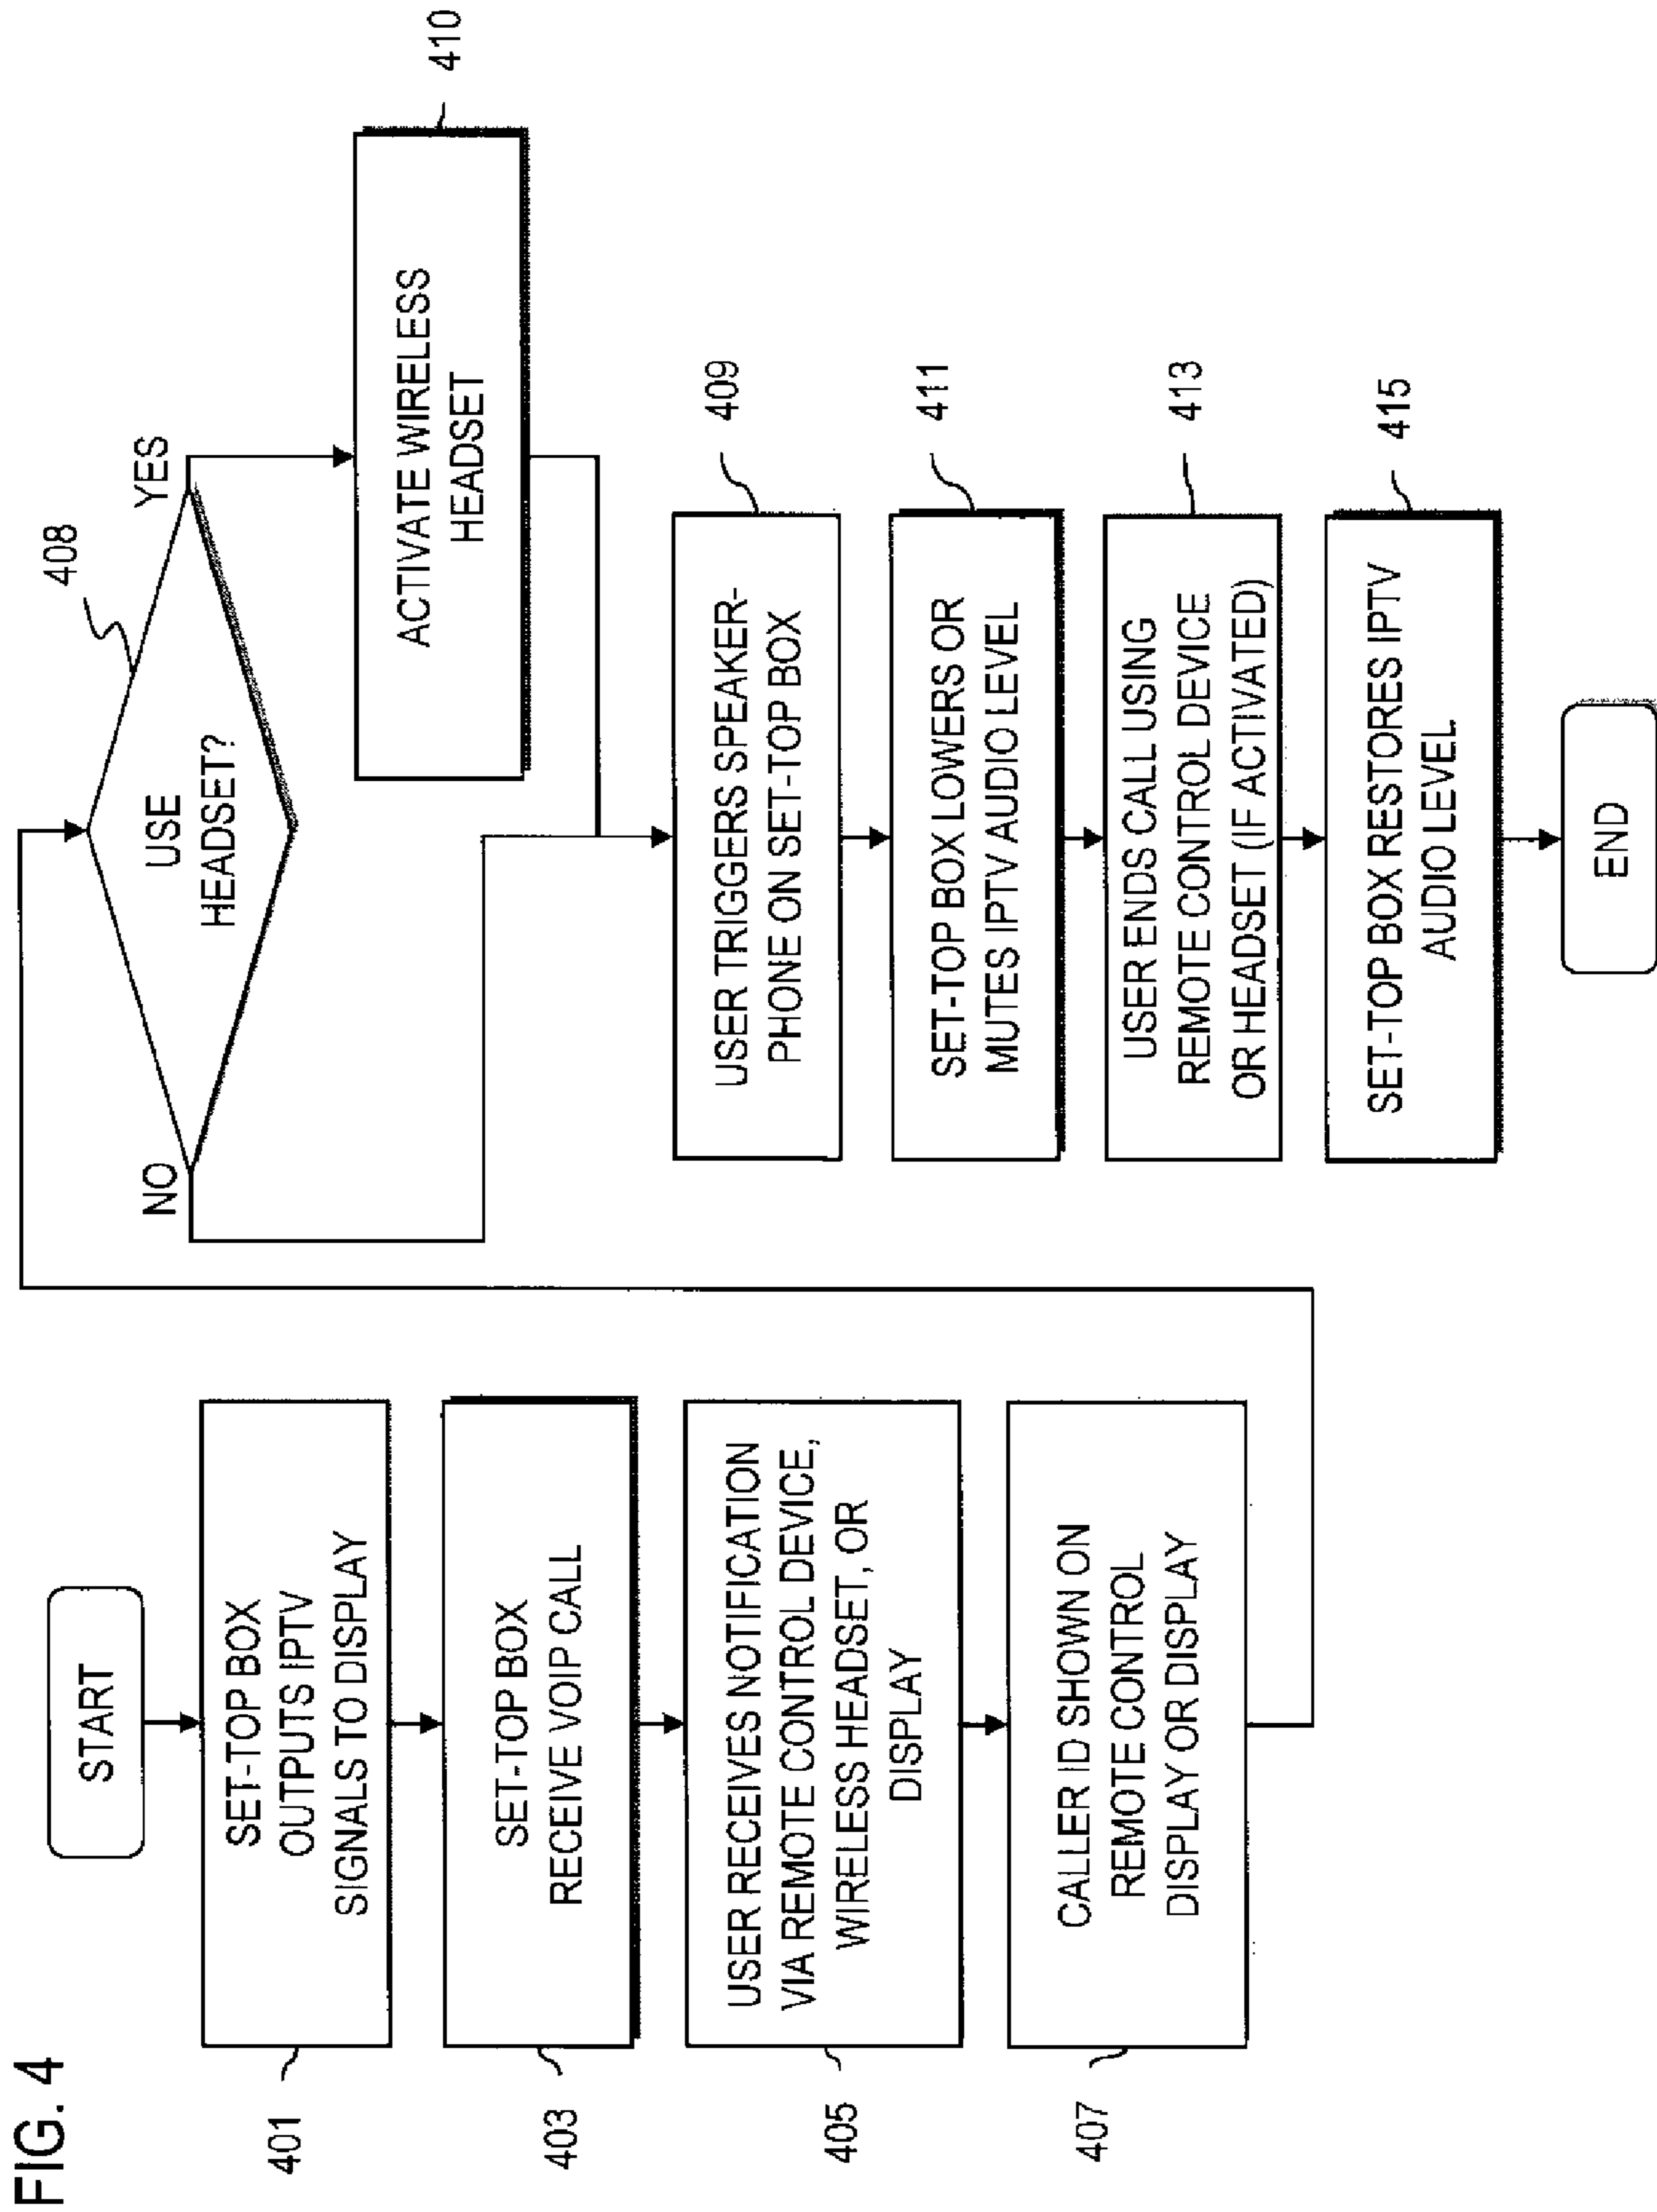 FIG. 4
START
SET-TOP BOX
OUTPUTS IPTV
SIGNALS TO DISPLAY
401
SET-TOP BOX
RECEIVE VOIP CALL
403
USER RECEIVES NOTIFICATION
VIA REMOTE CONTROL DEVICE,
WIRELESS HEADSET, OR
DISPLAY
405
CALLER ID SHOWN ON
REMOTE CONTROL
DISPLAY OR DISPLAY
407
408
USE
HEADSET?
NO
YES
ACTIVATE WIRELESS
HEADSET
410
USER TRIGGERS SPEAKER-
PHONE ON SET-TOP BOX
409
SET-TOP BOX LOWERS OR
MUTES IPTV AUDIO LEVEL
411
USER ENDS CALL USING
REMOTE CONTROL DEVICE
OR HEADSET (IF ACTIVATED)
413
SET-TOP BOX RESTORES IPTV
AUDIO LEVEL
415
END